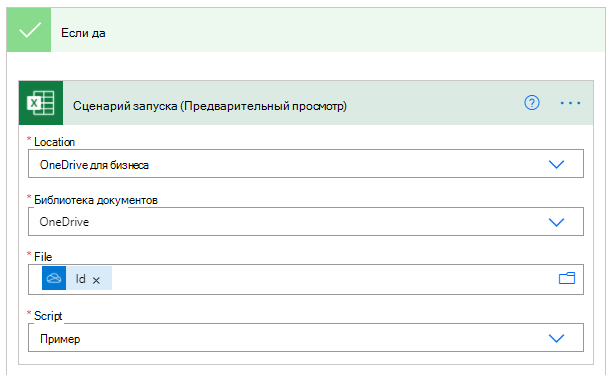 Если да
Сценарий запуска (Предварительный просмотр)
* Location
OneDrive для бизнеса
* Библиотека документов
OneDrive
* File
Id ×
* Script
Пример